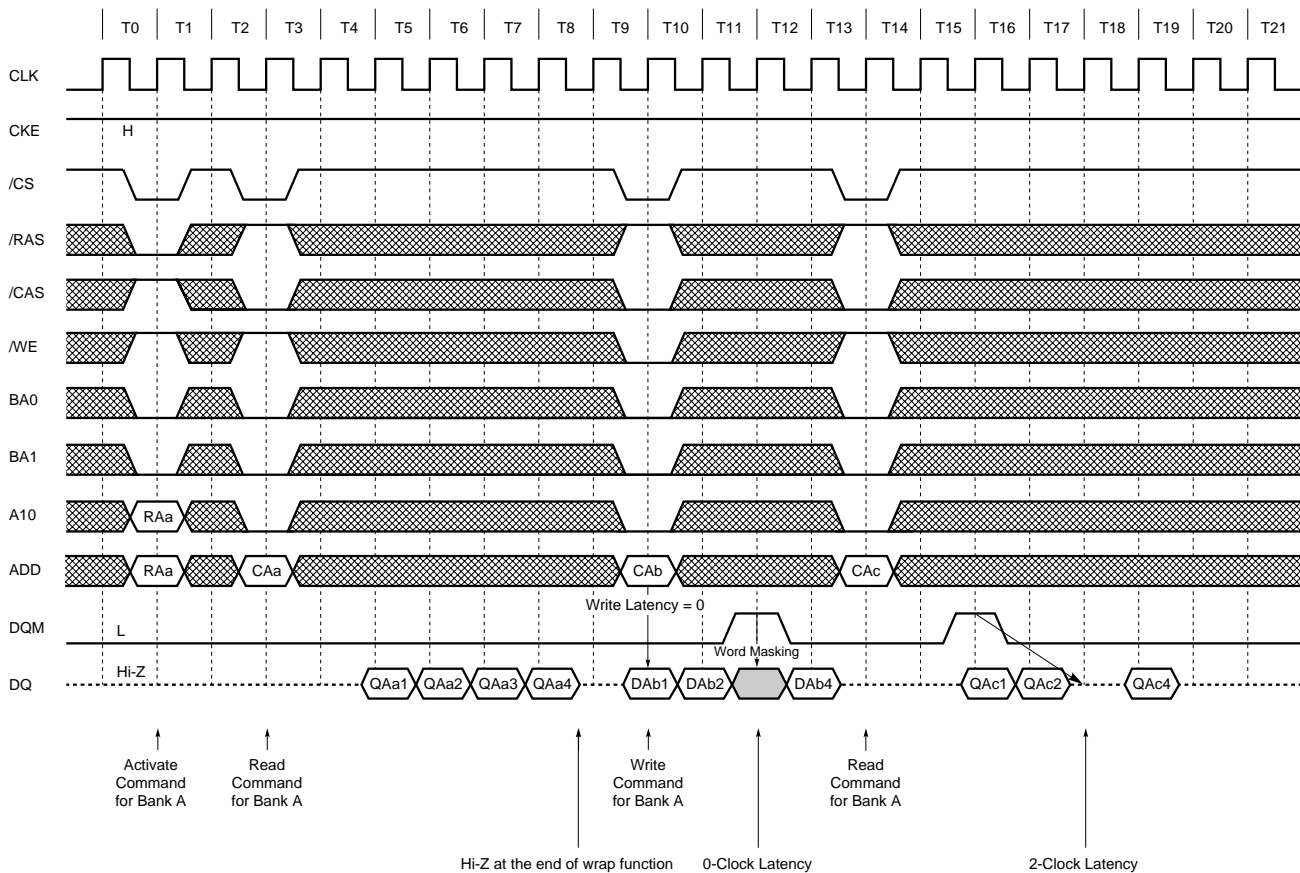 T0 T1 T2 T3 T4 T5 T6 T7 T8 T9 T10 T11 T12 T13 T14 T15 T16 T17 T18 T19 T20 T21
CLK
CKE H
/CS
/RAS
/CAS
/WE
BA0
BA1
A10 RAa
ADD RAa CAa CAb CAc
Write Latency = 0
DQM L
Word Masking
Hi-Z
DQ QAa1 QAa2 QAa3 QAa4 DAb1 DAb2 DAb4 QAc1 QAc2 QAc4
Activate
Command
for Bank A
Read
Command
for Bank A
Write
Command
for Bank A
Read
Command
for Bank A
Hi-Z at the end of wrap function
0-Clock Latency
2-Clock Latency